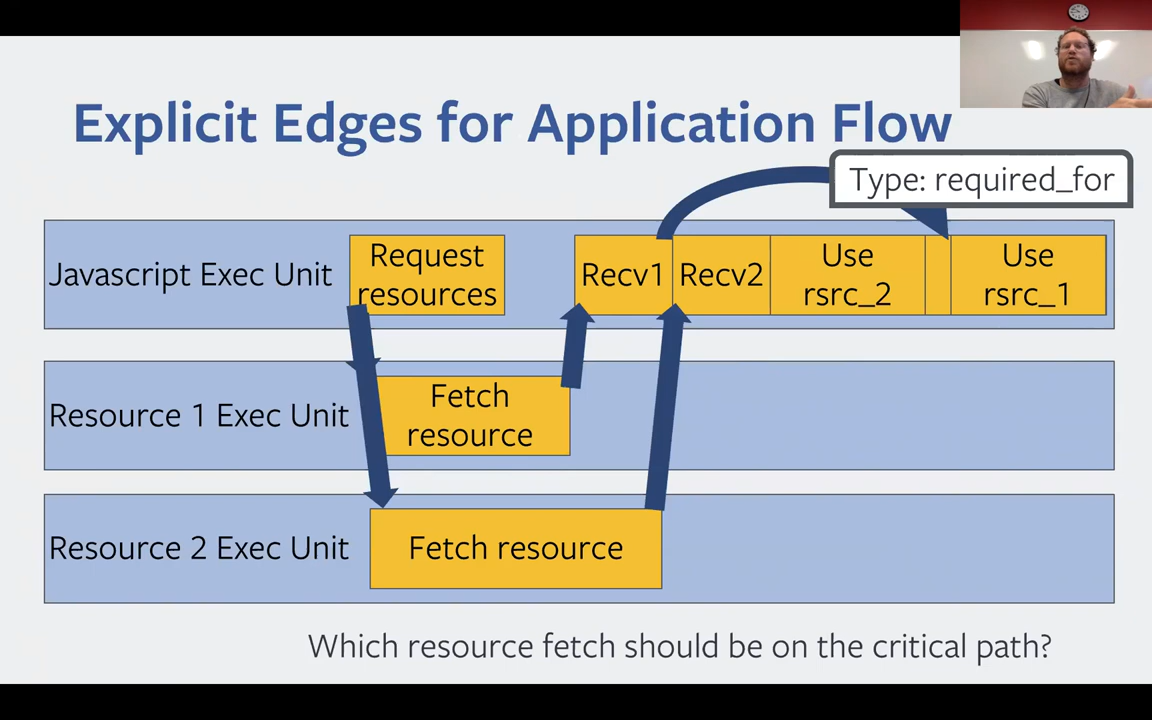 Explicit Edges for Application Flow
Type: required_for
Javascript Exec Unit
Request
resources
Recv1
Recv2
Use
rsrc_2
Use
rsrc_1
Resource 1 Exec Unit
Fetch
resource
Resource 2 Exec Unit
Fetch resource
Which resource fetch should be on the critical path?